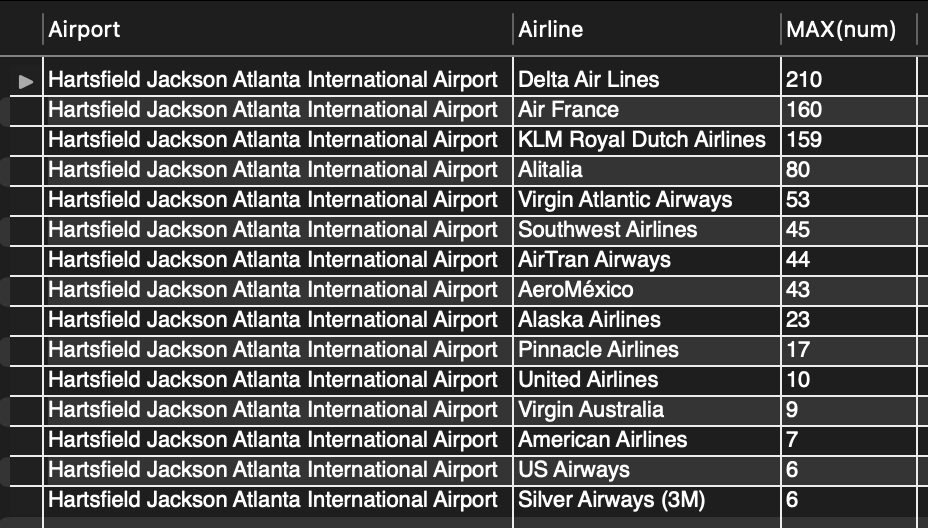 Airport Airline MAX(num)
Hartsfield Jackson Atlanta International Airport Delta Air Lines 210
Hartsfield Jackson Atlanta International Airport Air France 160
Hartsfield Jackson Atlanta International Airport KLM Royal Dutch Airlines 159
Hartsfield Jackson Atlanta International Airport Alitalia 80
Hartsfield Jackson Atlanta International Airport Virgin Atlantic Airways 53
Hartsfield Jackson Atlanta International Airport Southwest Airlines 45
Hartsfield Jackson Atlanta International Airport AirTran Airways 44
Hartsfield Jackson Atlanta International Airport AeroMéxico 43
Hartsfield Jackson Atlanta International Airport Alaska Airlines 23
Hartsfield Jackson Atlanta International Airport Pinnacle Airlines 17
Hartsfield Jackson Atlanta International Airport United Airlines 10
Hartsfield Jackson Atlanta International Airport Virgin Australia 9
Hartsfield Jackson Atlanta International Airport American Airlines 7
Hartsfield Jackson Atlanta International Airport US Airways 6
Hartsfield Jackson Atlanta International Airport Silver Airways (3M) 6